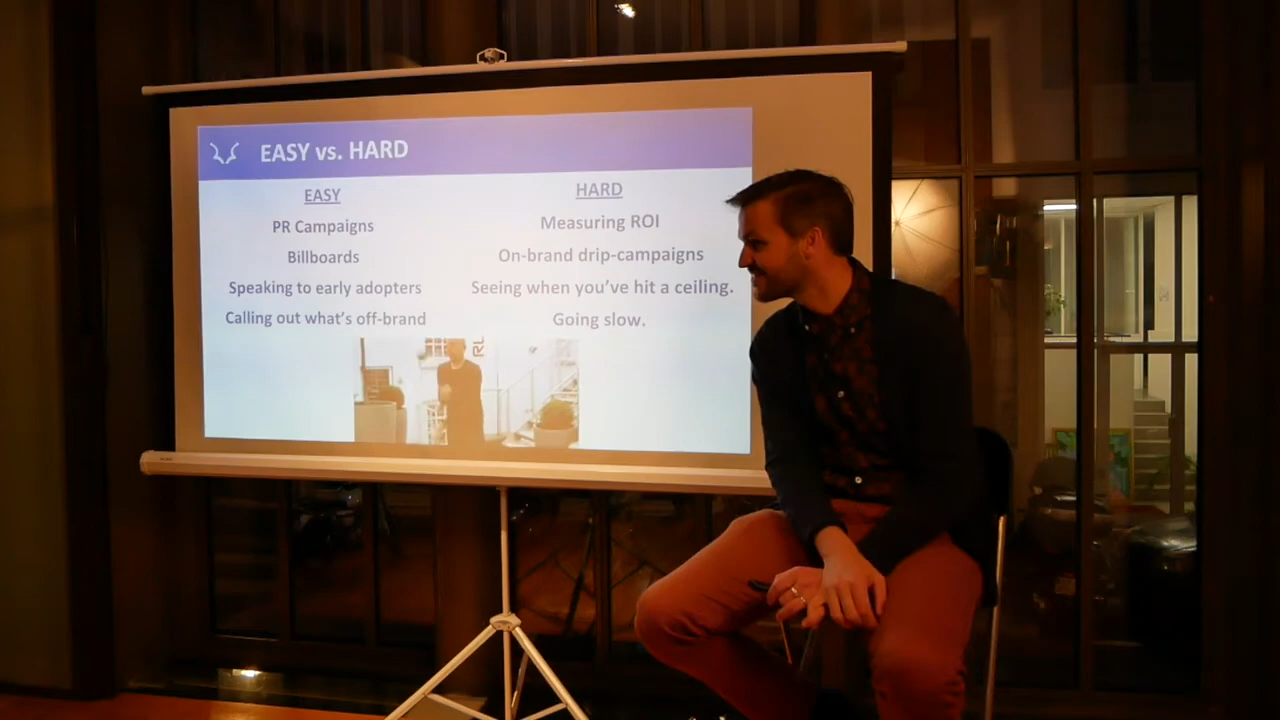 EASY vs. HARD
EASY
PR Campaigns
Billboards
Speaking to early adopters
Calling out what's off-brand
HARD
Measuring ROI
On-brand drip-campaigns
Seeing when you've hit a ceiling.
Going slow.
RL